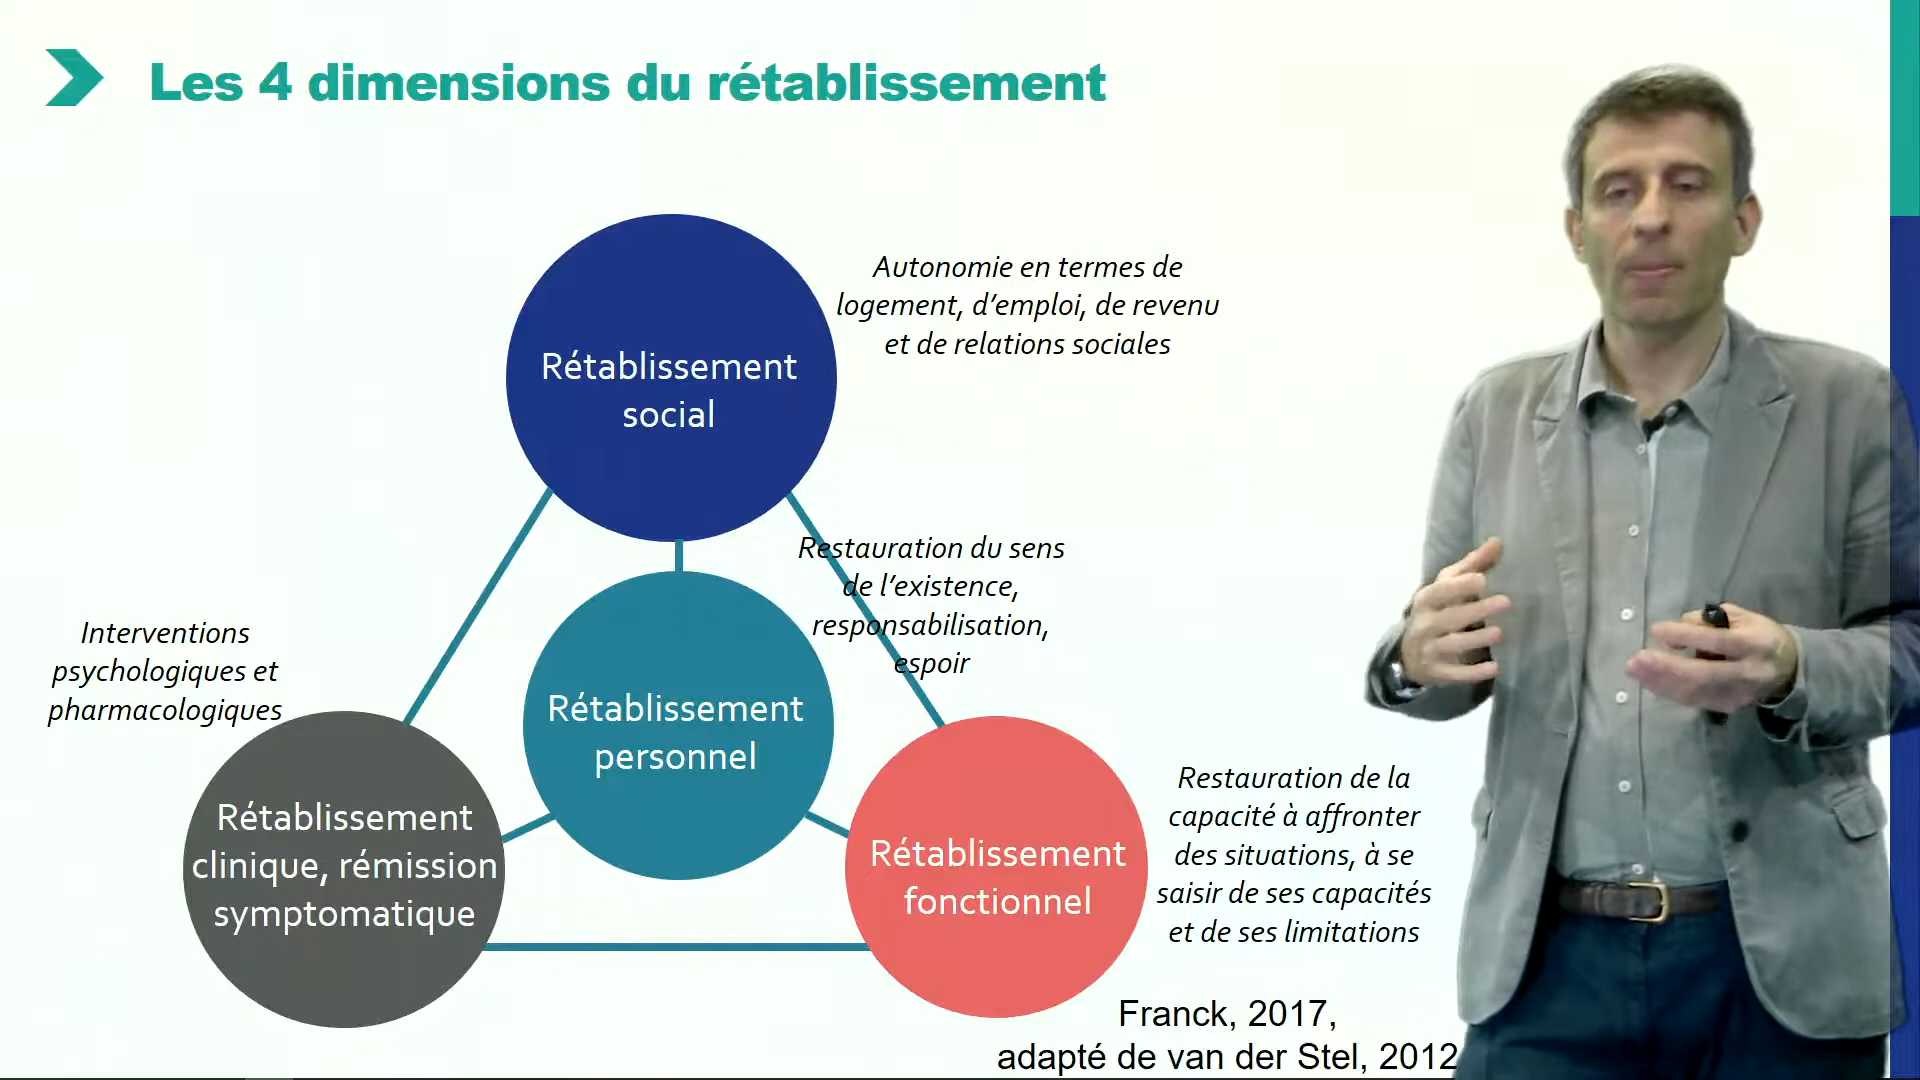 Les 4 dimensions du rétablissement
Rétablissement
social
Autonomie en termes de
logement, d’emploi, de revenu
et de relations sociales
Restauration du sens
de l’existence,
responsabilisation,
espoir
Interventions
psychologiques et
pharmacologiques
Rétablissement
personnel
Rétablissement
clinique, rémission
symptomatique
Rétablissement
fonctionnel
Restauration de la
capacité à affronter
des situations, à se
saisir de ses capacités
et de ses limitations
Franck, 2017,
adapté de van der Stel, 2012